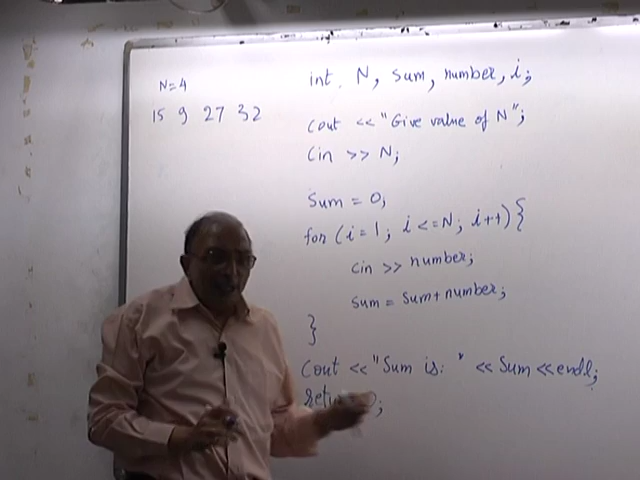 N=4
15 9 27 32
int N, sum, number, i;
Cout << "Give value of N";
Cin >> N;
Sum = 0;
for (i=1; i<=N; i++) {
Cin >> number;
Sum = Sum+number;
}
Cout << "Sum is: " << Sum << endl;